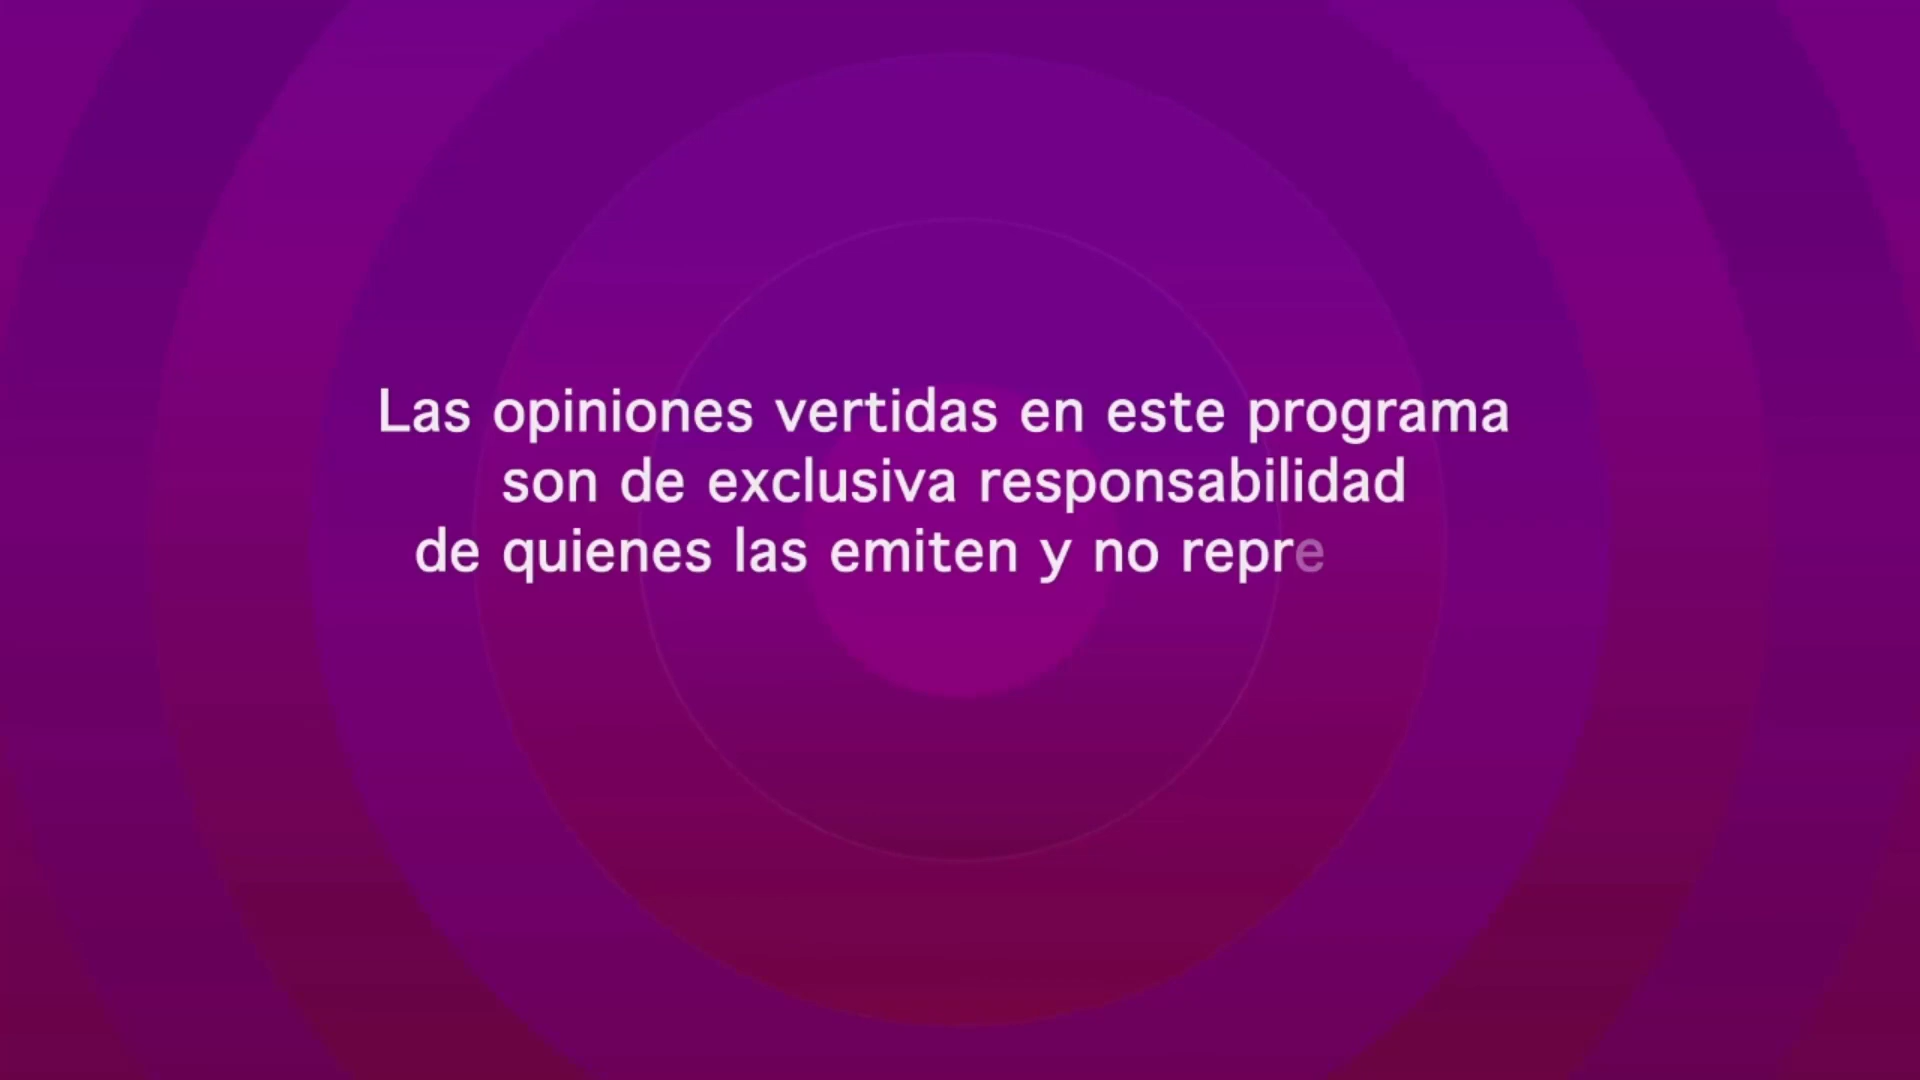 Las opiniones vertidas en este programa
son de exclusiva responsabilidad
de quienes las emiten y no repre